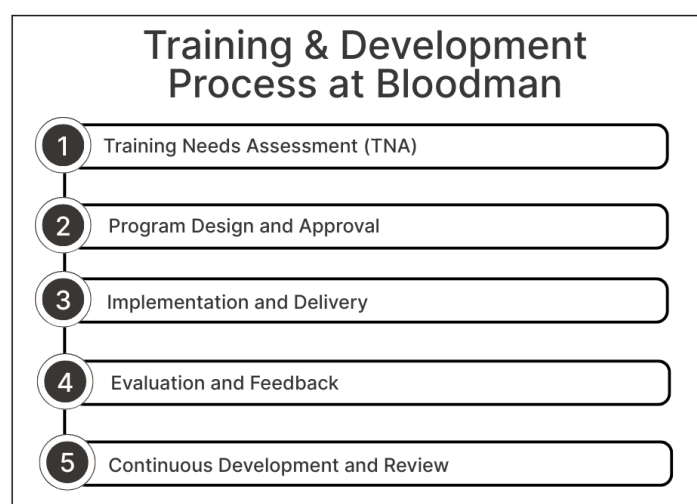 Training & Development
Process at Bloodman
1
Training Needs Assessment (TNA)
2
Program Design and Approval
3
Implementation and Delivery
4
Evaluation and Feedback
5
Continuous Development and Review